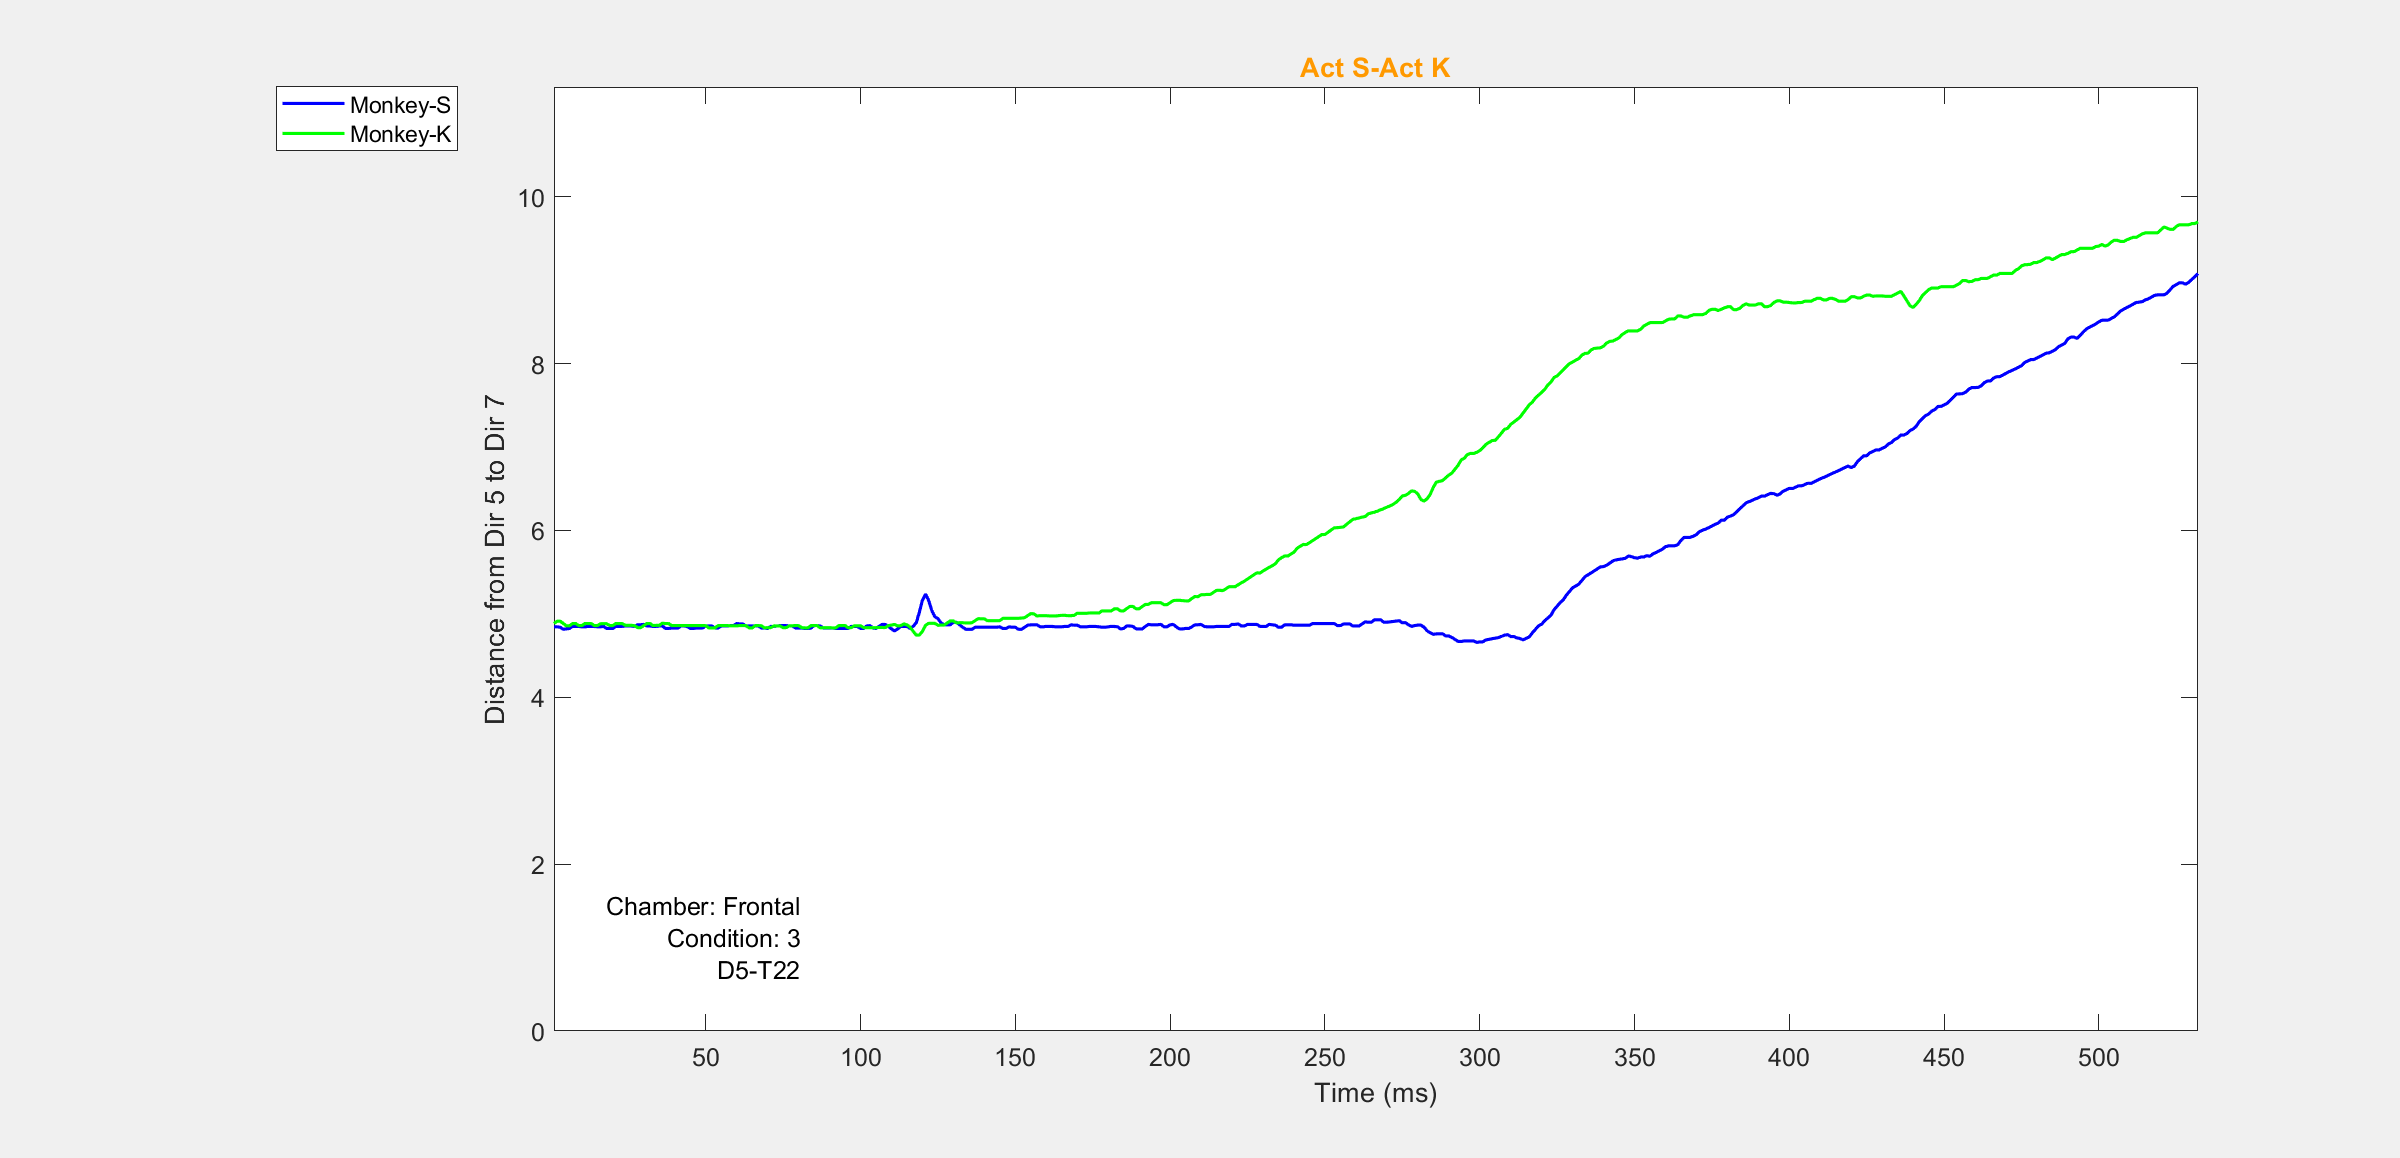 Act S-Act K
Monkey-S
Monkey-K
Distance from Dir 5 to Dir 7
10
8
6
4
2
0
Chamber: Frontal
Condition: 3
D5-T22
50 100 150 200 250 300 350 400 450 500
Time (ms)